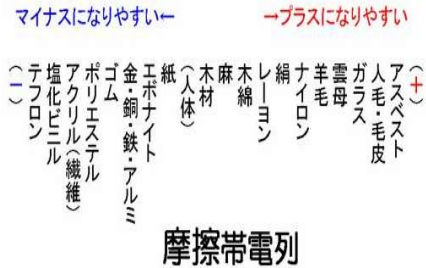 マイナスになりやすい←
→プラスになりやすい
(+)
アスベスト
人毛・毛皮
ガラス
雲母
羊毛
ナイロン
絹
レーヨン
木綿
麻
木材
(人体)
紙
エボナイト
金・銅・鉄・アルミ
ゴム
ポリエステル
アクリル(繊維)
塩化ビニル
テフロン
(−)
摩擦帯電列